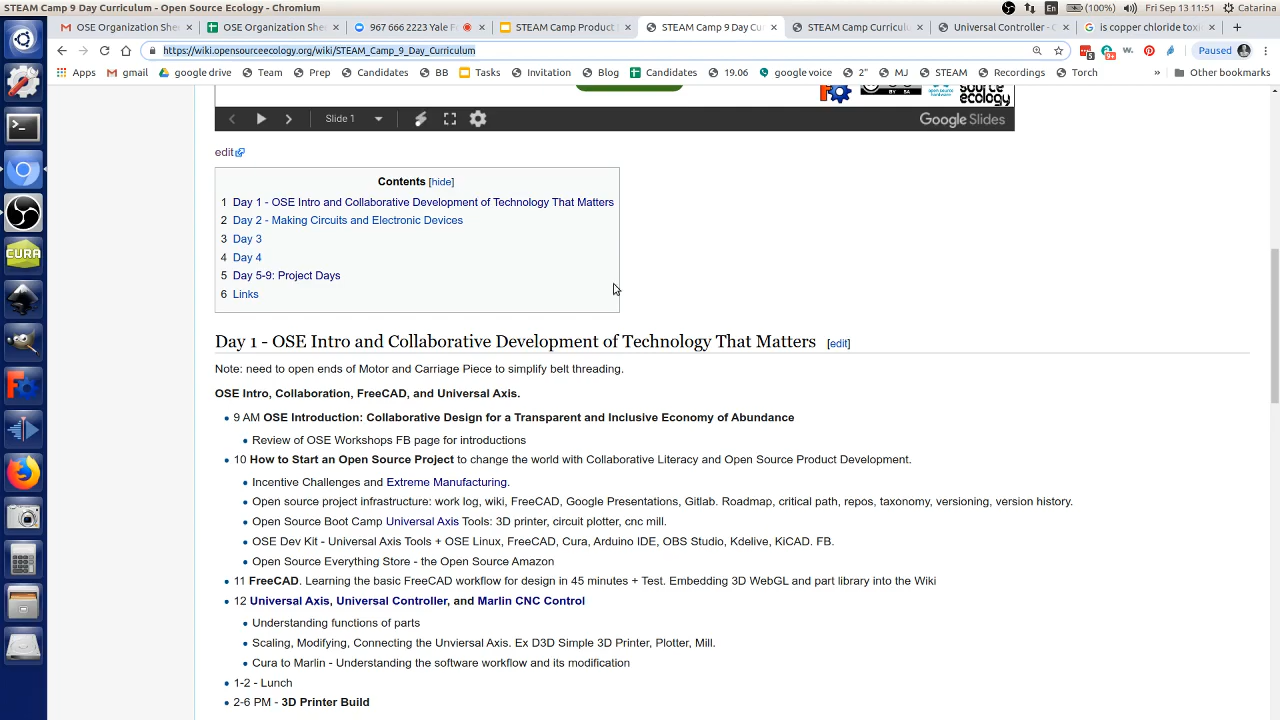 STEAM Camp 9 Day Curriculum - Open Source Ecology - Chromium
En (100%) Fri Sep 13 11:51 Catarina
OSE Organization Shee OSE Organization Shee 967 566 2223 Meetin STEAM Camp Product STEAM Camp 9 Day Cu STEAM Camp Curriculum Universal Controller - O Is copper chloride toxi
https://wiki.opensourceecology.org/wiki/STEAM_Camp_9_Day_Curriculum Paused
Apps gmail google drive Team Prep Candidates BB Tasks Invitation Blog Candidates 19.06 google voice 2" MJ STEAM Recordings Torch » Other bookmarks
source
ecology
Slide 1 Google Slides
edit
Contents [hide]
1 Day 1 - OSE Intro and Collaborative Development of Technology That Matters
2 Day 2 - Making Circuits and Electronic Devices
3 Day 3
4 Day 4
5 Day 5-9: Project Days
6 Links
Day 1 - OSE Intro and Collaborative Development of Technology That Matters [edit]
Note: need to open ends of Motor and Carriage Piece to simplify belt threading.
OSE Intro, Collaboration, FreeCAD, and Universal Axis.
9 AM OSE Introduction: Collaborative Design for a Transparent and Inclusive Economy of Abundance
Review of OSE Workshops FB page for introductions
10 How to Start an Open Source Project to change the world with Collaborative Literacy and Open Source Product Development.
Incentive Challenges and Extreme Manufacturing.
Open source project infrastructure: work log, wiki, FreeCAD, Google Presentations, Gitlab. Roadmap, critical path, repos, taxonomy, versioning, version history.
Open Source Boot Camp Universal Axis Tools: 3D printer, circuit plotter, cnc mill.
OSE Dev Kit - Universal Axis Tools + OSE Linux, FreeCAD, Cura, Arduino IDE, OBS Studio, Kdelive, KiCAD. FB.
Open Source Everything Store - the Open Source Amazon
11 FreeCAD. Learning the basic FreeCAD workflow for design in 45 minutes + Test. Embedding 3D WebGL and part library into the Wiki
12 Universal Axis, Universal Controller, and Marlin CNC Control
Understanding functions of parts
Scaling, Modifying, Connecting the Unviersal Axis. Ex D3D Simple 3D Printer, Plotter, Mill.
Cura to Marlin - Understanding the software workflow and its modification
1-2 - Lunch
2-6 PM - 3D Printer Build
CURA